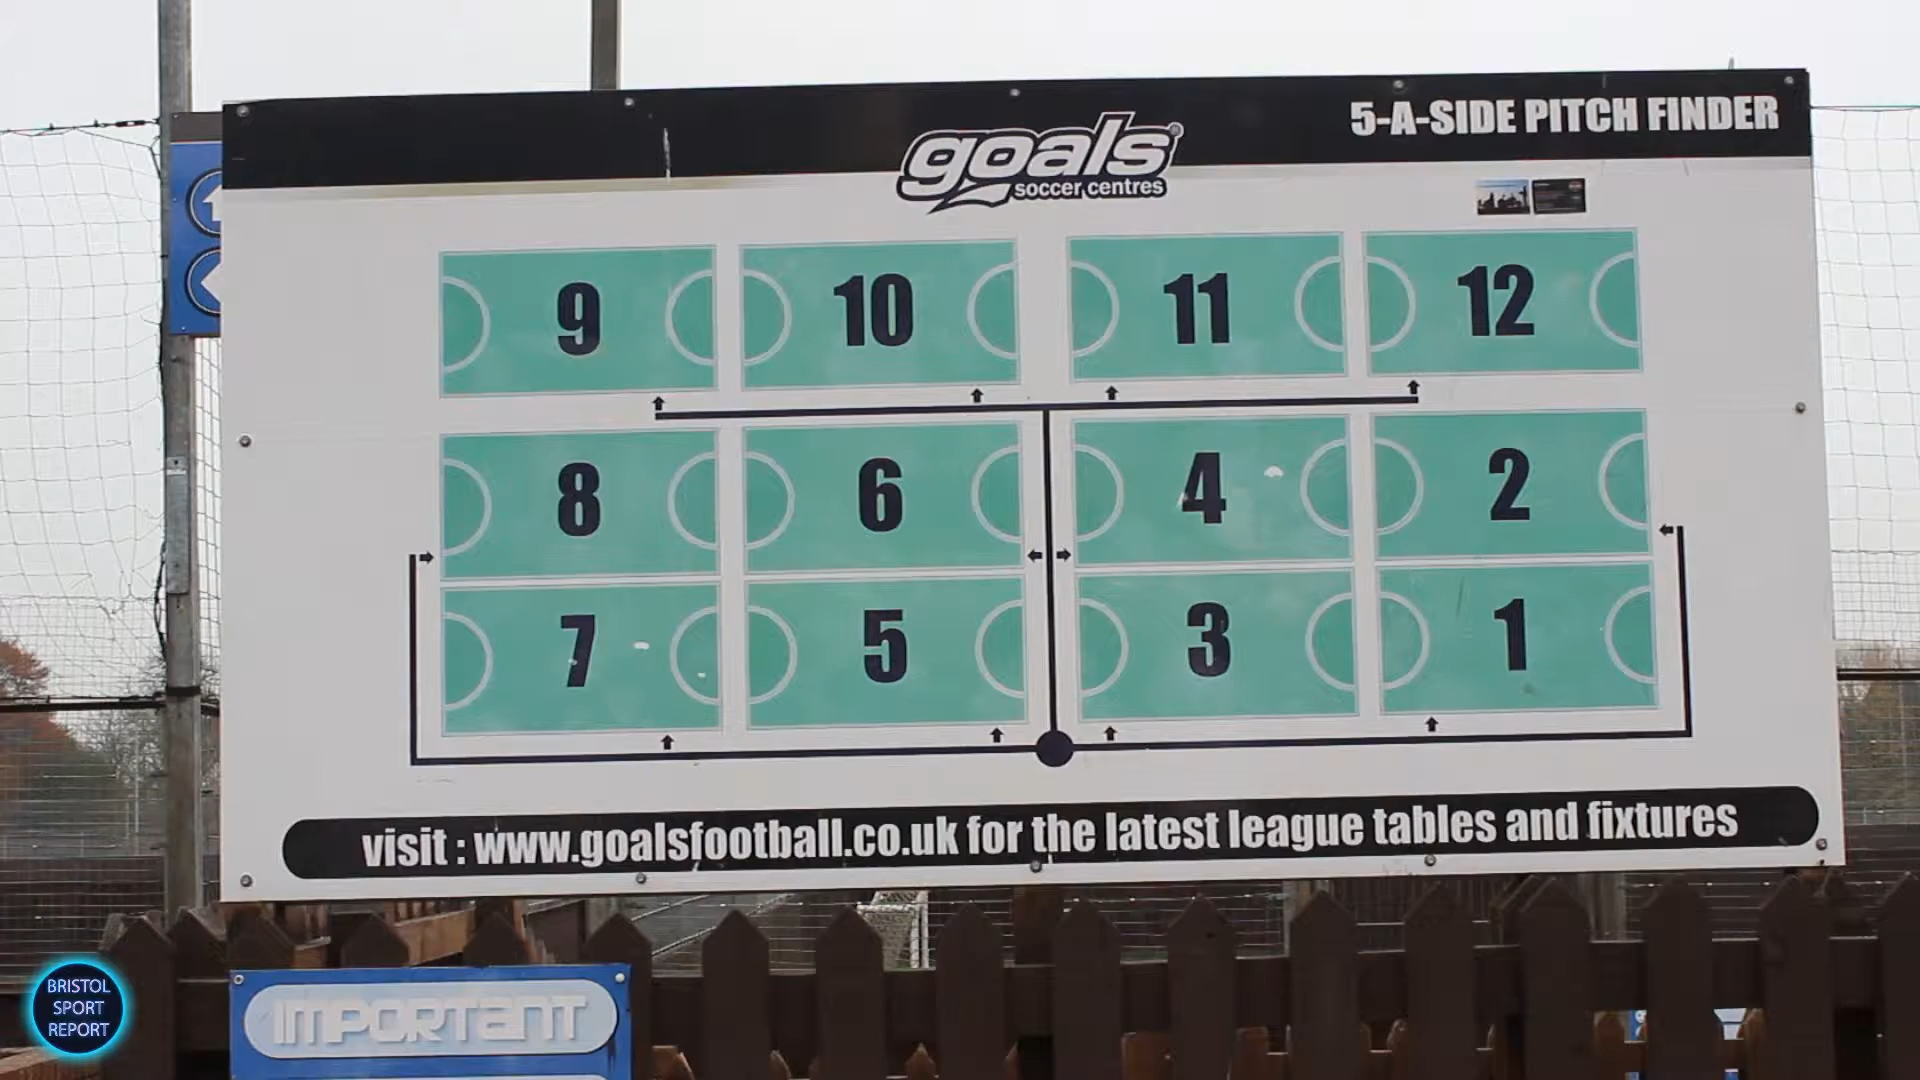 5-A-SIDE PITCH FINDER
goals®
soccer centres
9 10 11 12
8 6 4 2
7 5 3 1
visit : www.goalsfootball.co.uk for the latest league tables and fixtures
IMPORTANT
BRISTOL
SPORT
REPORT